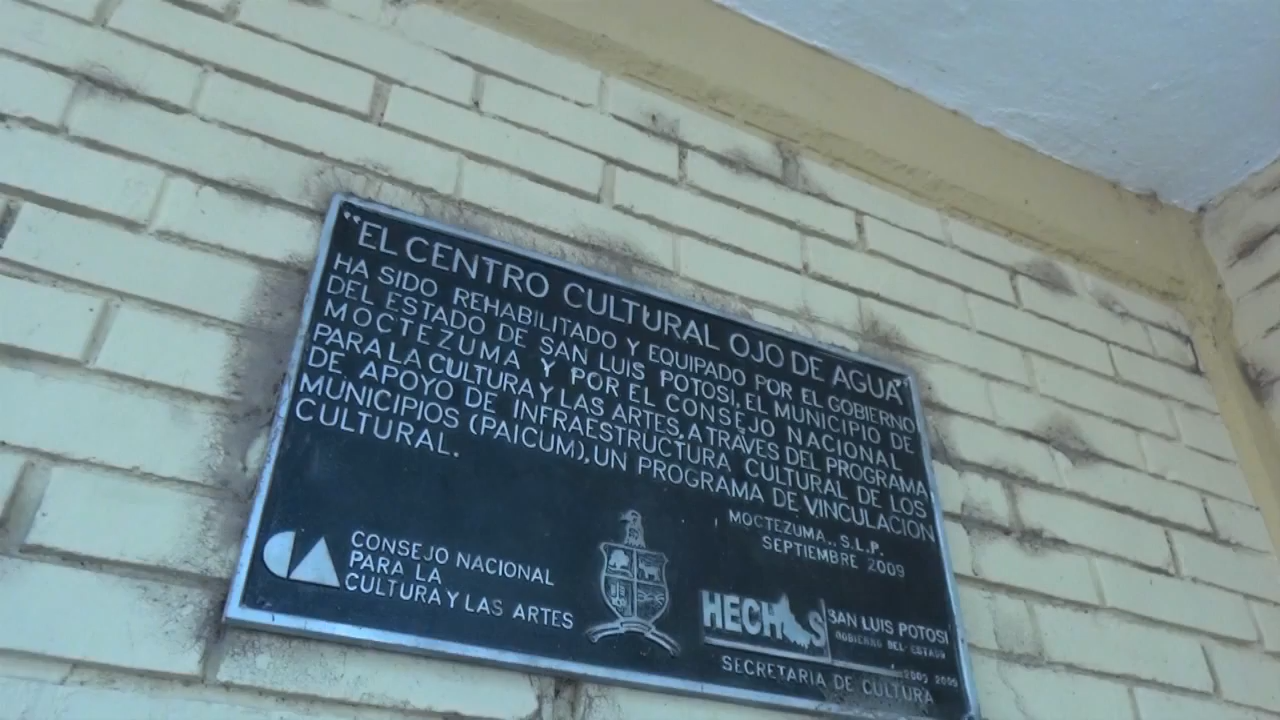 "EL CENTRO CULTURAL OJO DE AGUA"
HA SIDO REHABILITADO Y EQUIPADO POR EL GOBIERNO
DEL ESTADO DE SAN LUIS POTOSI, EL MUNICIPIO DE
MOCTEZUMA Y POR EL CONSEJO NACIONAL
PARA LA CULTURA Y LAS ARTES, A TRAVES DEL PROGRAMA
DE APOYO DE INFRAESTRUCTURA CULTURAL DE LOS
MUNICIPIOS (PAICUM), UN PROGRAMA DE VINCULACION
CULTURAL.
MOCTEZUMA., S.L.P.
SEPTIEMBRE 2009
CONSEJO NACIONAL
PARA LA
CULTURA Y LAS ARTES
HECHOS
SAN LUIS POTOSI
GOBIERNO DEL ESTADO
SECRETARIA DE CULTURA